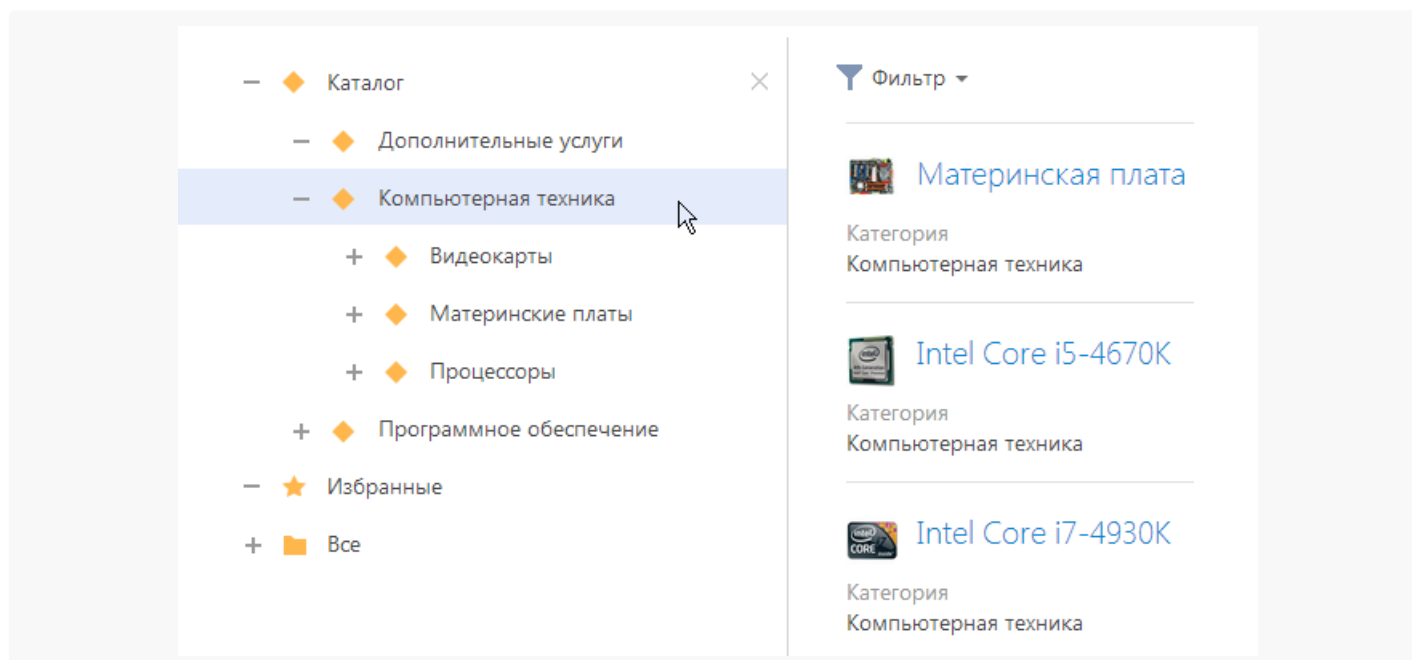 Каталог
Дополнительные услуги
Компьютерная техника
Видеокарты
Материнские платы
Процессоры
Программное обеспечение
Избранные
Все
Фильтр
Материнская плата
Категория
Компьютерная техника
Intel Core i5-4670K
Категория
Компьютерная техника
Intel Core i7-4930K
Категория
Компьютерная техника